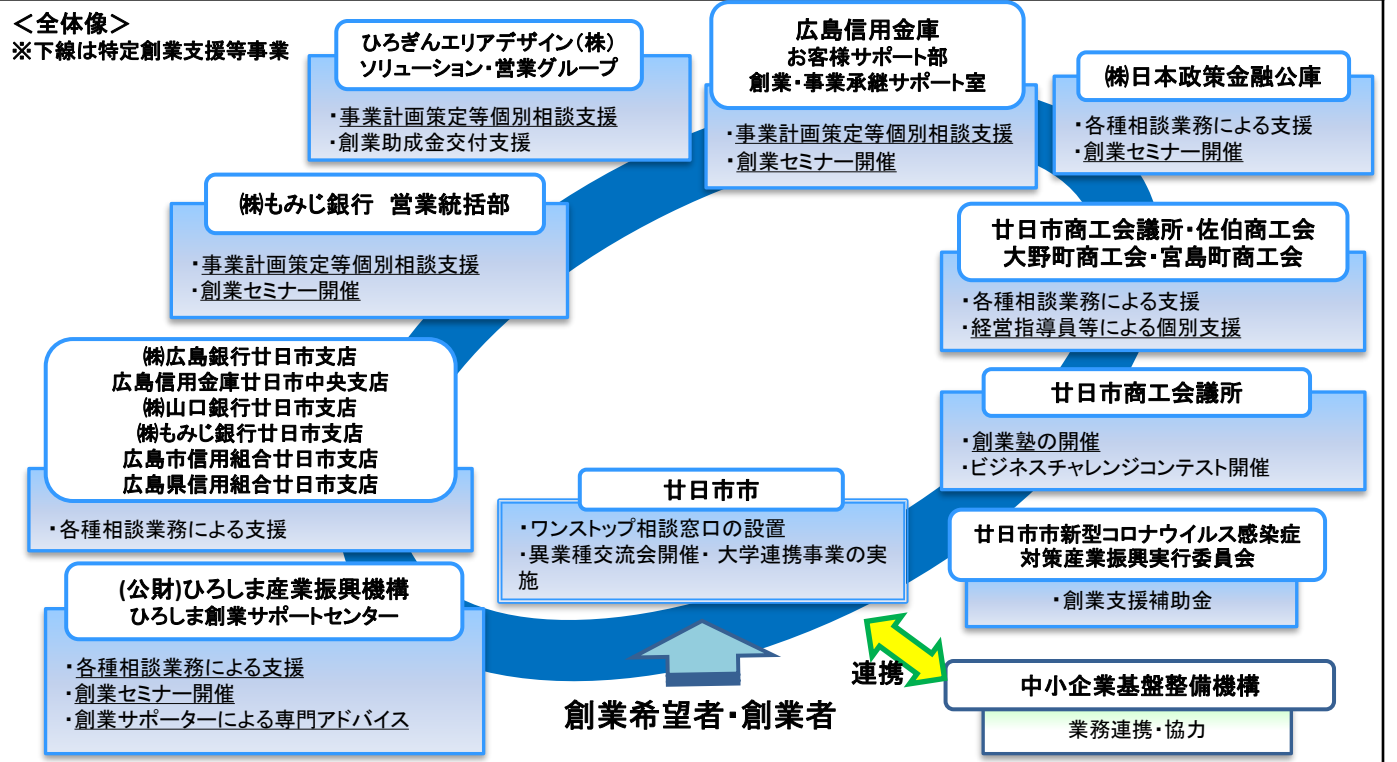 ＜全体像＞
※下線は特定創業支援等事業
ひろぎんエリアデザイン(株)
ソリューション・営業グループ
・事業計画策定等個別相談支援
・創業助成金交付支援
広島信用金庫
お客様サポート部
創業・事業承継サポート室
・事業計画策定等個別相談支援
・創業セミナー開催
㈱日本政策金融公庫
・各種相談業務による支援
・創業セミナー開催
㈱もみじ銀行　営業統括部
・事業計画策定等個別相談支援
・創業セミナー開催
廿日市商工会議所・佐伯商工会
大野町商工会・宮島町商工会
・各種相談業務による支援
・経営指導員等による個別支援
㈱広島銀行廿日市支店
広島信用金庫廿日市中央支店
㈱山口銀行廿日市支店
㈱もみじ銀行廿日市支店
広島市信用組合廿日市支店
広島県信用組合廿日市支店
・各種相談業務による支援
廿日市商工会議所
・創業塾の開催
・ビジネスチャレンジコンテスト開催
廿日市市
・ワンストップ相談窓口の設置
・異業種交流会開催・ 大学連携事業の実
施
廿日市市新型コロナウイルス感染症
対策産業振興実行委員会
・創業支援補助金
(公財)ひろしま産業振興機構
ひろしま創業サポートセンター
・各種相談業務による支援
・創業セミナー開催
・創業サポーターによる専門アドバイス
連携
創業希望者・創業者
中小企業基盤整備機構
業務連携・協力